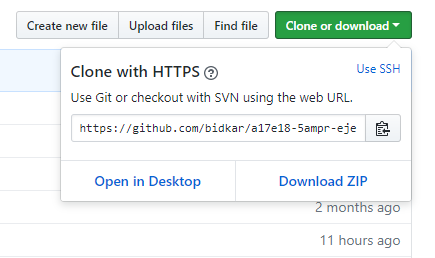 Create new file Upload files Find file Clone or download
Clone with HTTPS ? Use SSH
Use Git or checkout with SVN using the web URL.
https://github.com/bidkar/a17e18-5ampr-eje
Open in Desktop Download ZIP
2 months ago
11 hours ago